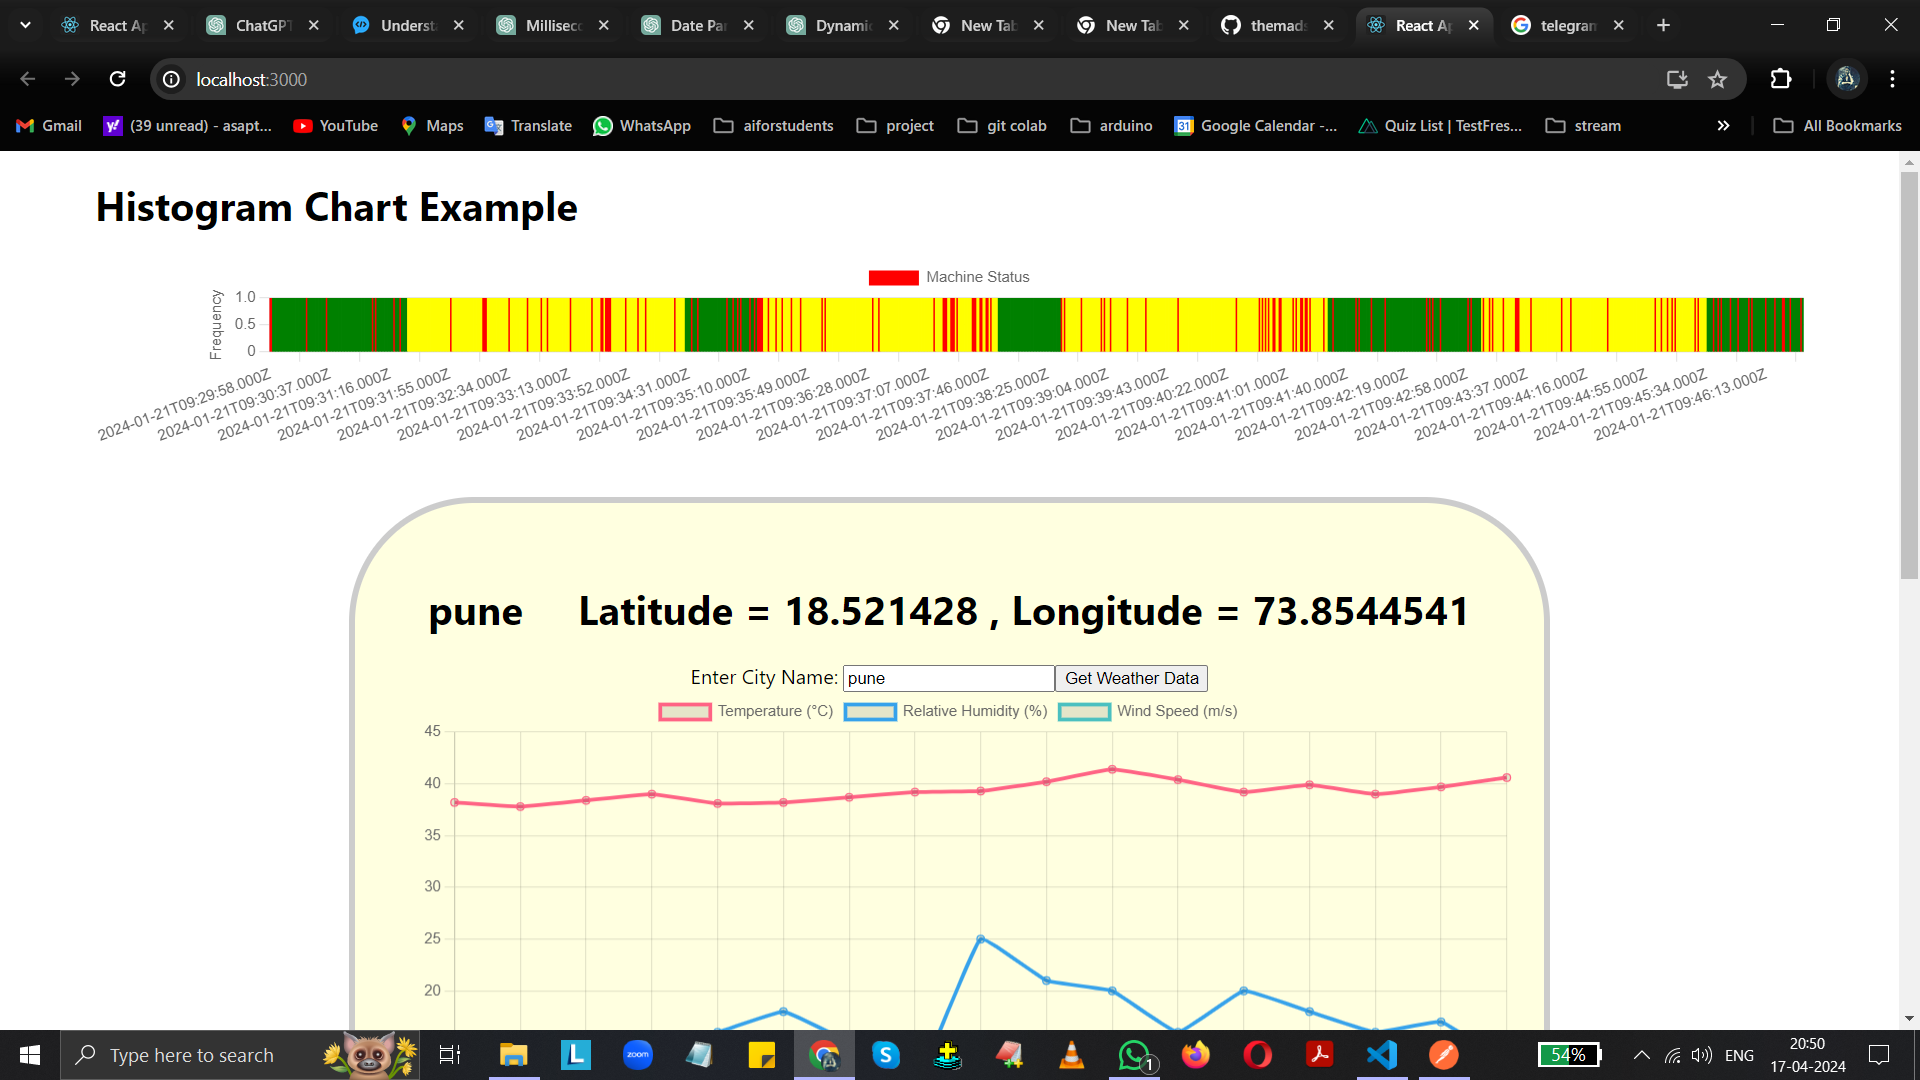 React Ap ChatGPT Underst Millisec Date Par Dynamic New Tab New Tab themads React Ap telegram
localhost:3000
Gmail (39 unread) - asapt... YouTube Maps Translate WhatsApp aiforstudents project git colab arduino Google Calendar -... Quiz List | TestFres... stream » All Bookmarks
Histogram Chart Example
Machine Status
Frequency
1.0
0.5
0
2024-01-21T09:29:58.000Z
2024-01-21T09:30:37.000Z
2024-01-21T09:31:16.000Z
2024-01-21T09:31:55.000Z
2024-01-21T09:32:34.000Z
2024-01-21T09:33:13.000Z
2024-01-21T09:33:52.000Z
2024-01-21T09:34:31.000Z
2024-01-21T09:35:10.000Z
2024-01-21T09:35:49.000Z
2024-01-21T09:36:28.000Z
2024-01-21T09:37:07.000Z
2024-01-21T09:37:46.000Z
2024-01-21T09:38:25.000Z
2024-01-21T09:39:04.000Z
2024-01-21T09:39:43.000Z
2024-01-21T09:40:22.000Z
2024-01-21T09:41:01.000Z
2024-01-21T09:41:40.000Z
2024-01-21T09:42:19.000Z
2024-01-21T09:42:58.000Z
2024-01-21T09:43:37.000Z
2024-01-21T09:44:16.000Z
2024-01-21T09:44:55.000Z
2024-01-21T09:45:34.000Z
2024-01-21T09:46:13.000Z
pune Latitude = 18.521428 , Longitude = 73.8544541
Enter City Name: pune Get Weather Data
Temperature (°C) Relative Humidity (%) Wind Speed (m/s)
45
40
35
30
25
20
Type here to search
L
zoom
S
1
54%
ENG
20:50
17-04-2024